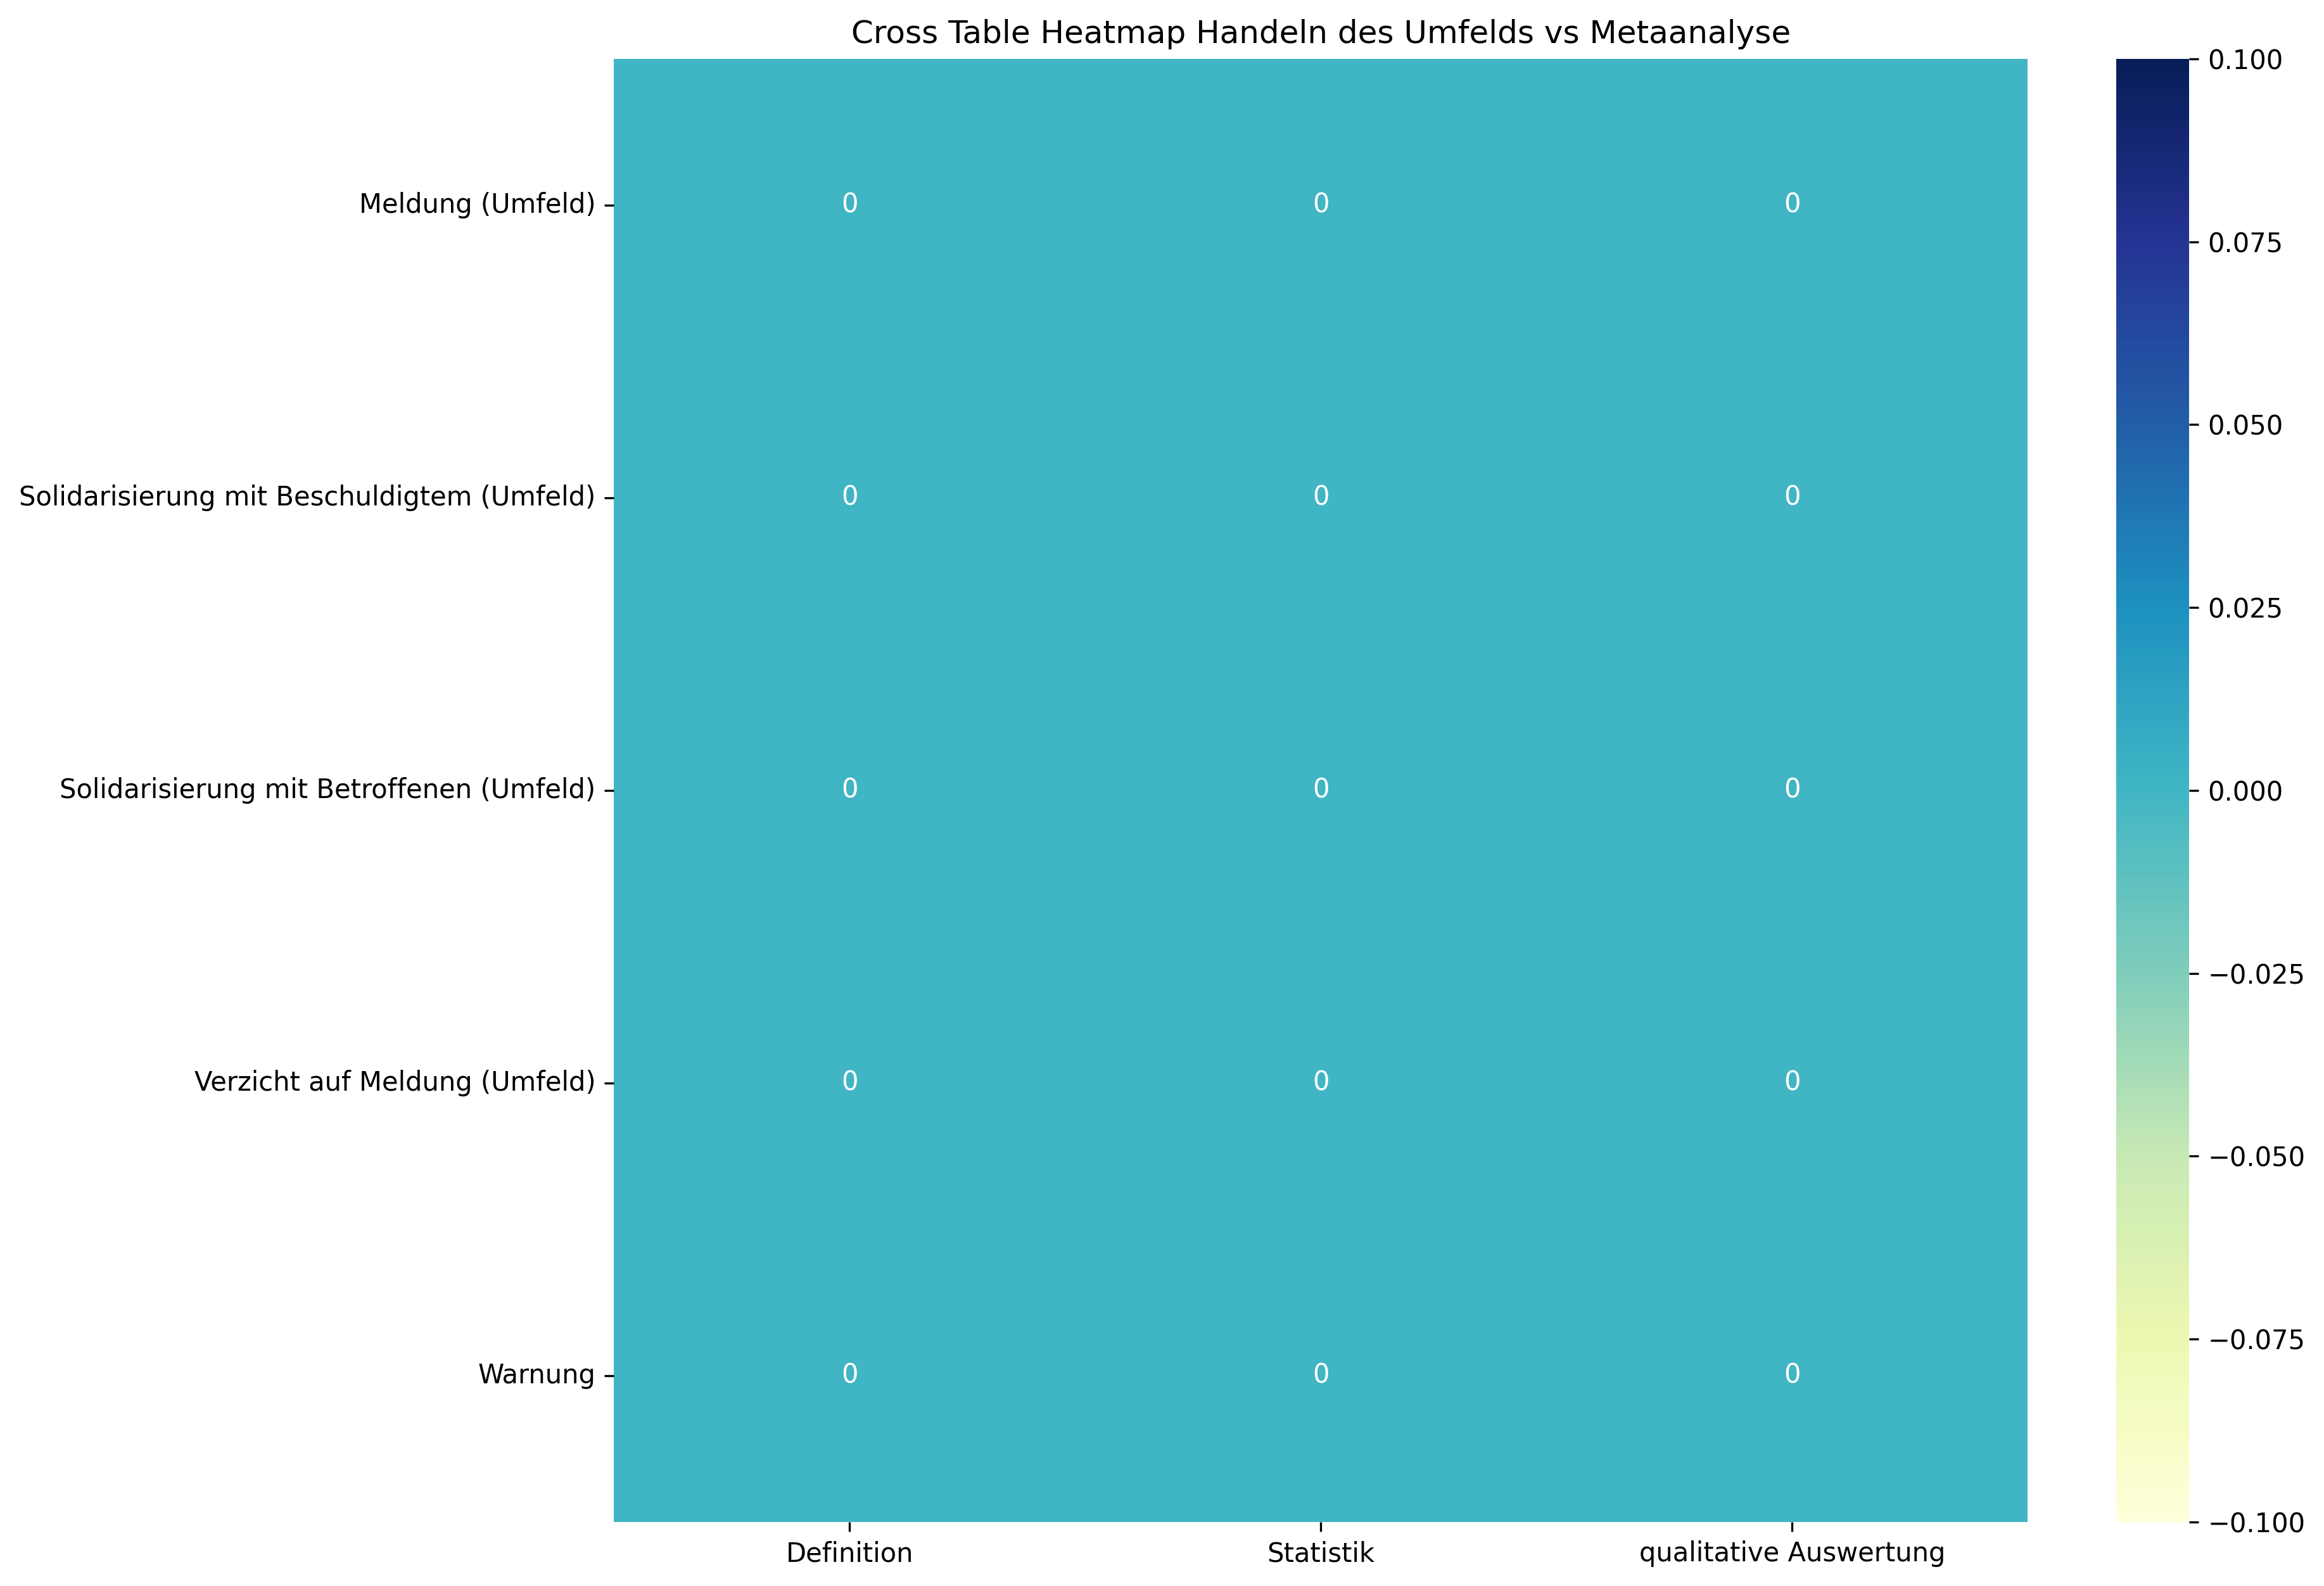 Cross Table Heatmap Handeln des Umfelds vs Metaanalyse
Meldung (Umfeld) 0 0 0
Solidarisierung mit Beschuldigtem (Umfeld) 0 0 0
Solidarisierung mit Betroffenen (Umfeld) 0 0 0
Verzicht auf Meldung (Umfeld) 0 0 0
Warnung 0 0 0
Definition Statistik qualitative Auswertung
0.100
0.075
0.050
0.025
0.000
−0.025
−0.050
−0.075
−0.100